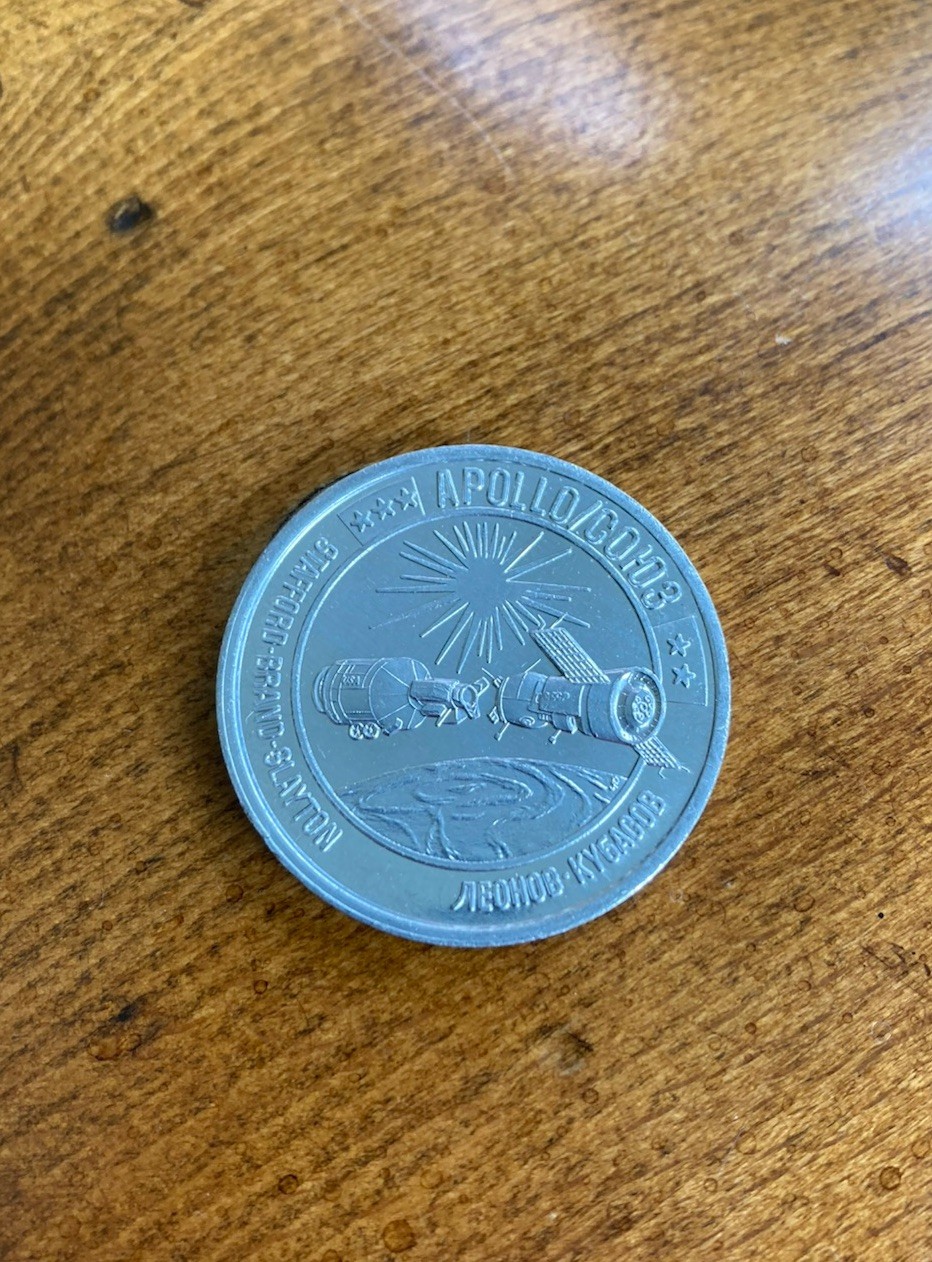 APOLLO/СОЮЗ
STAFFORD-BRAND-SLAYTON
ЛЕОНОВ-КУБАСОВ